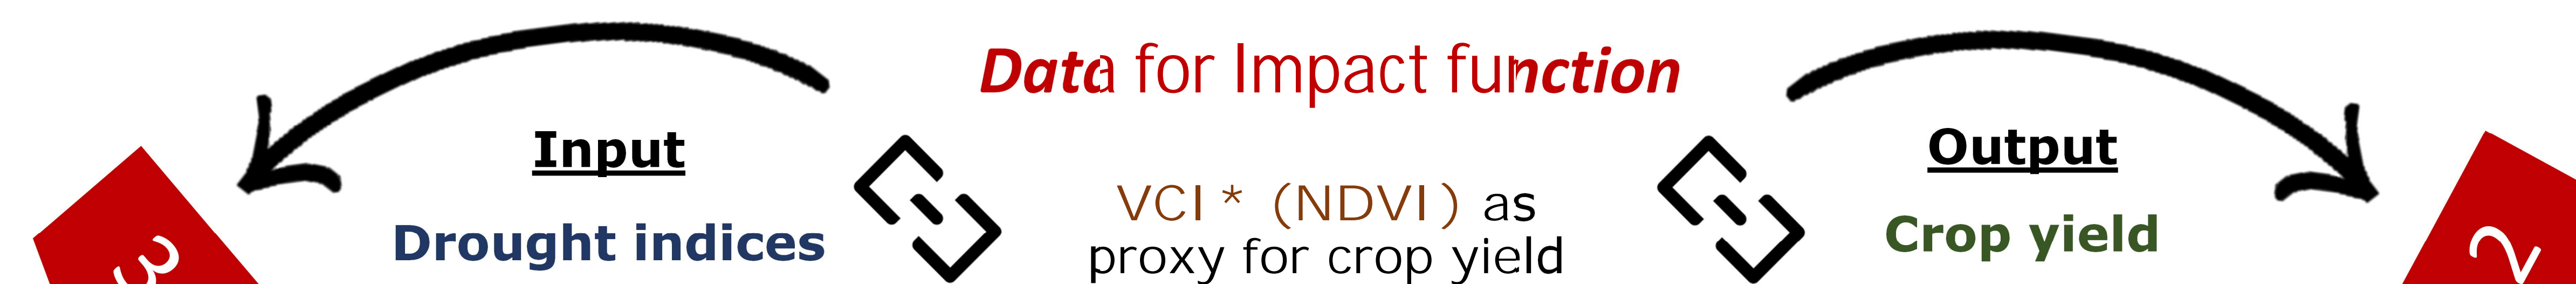 Data for Impact function
Input
Output
VCI* (NDVI) as
proxy for crop yield
Drought indices
Crop yield
3
2